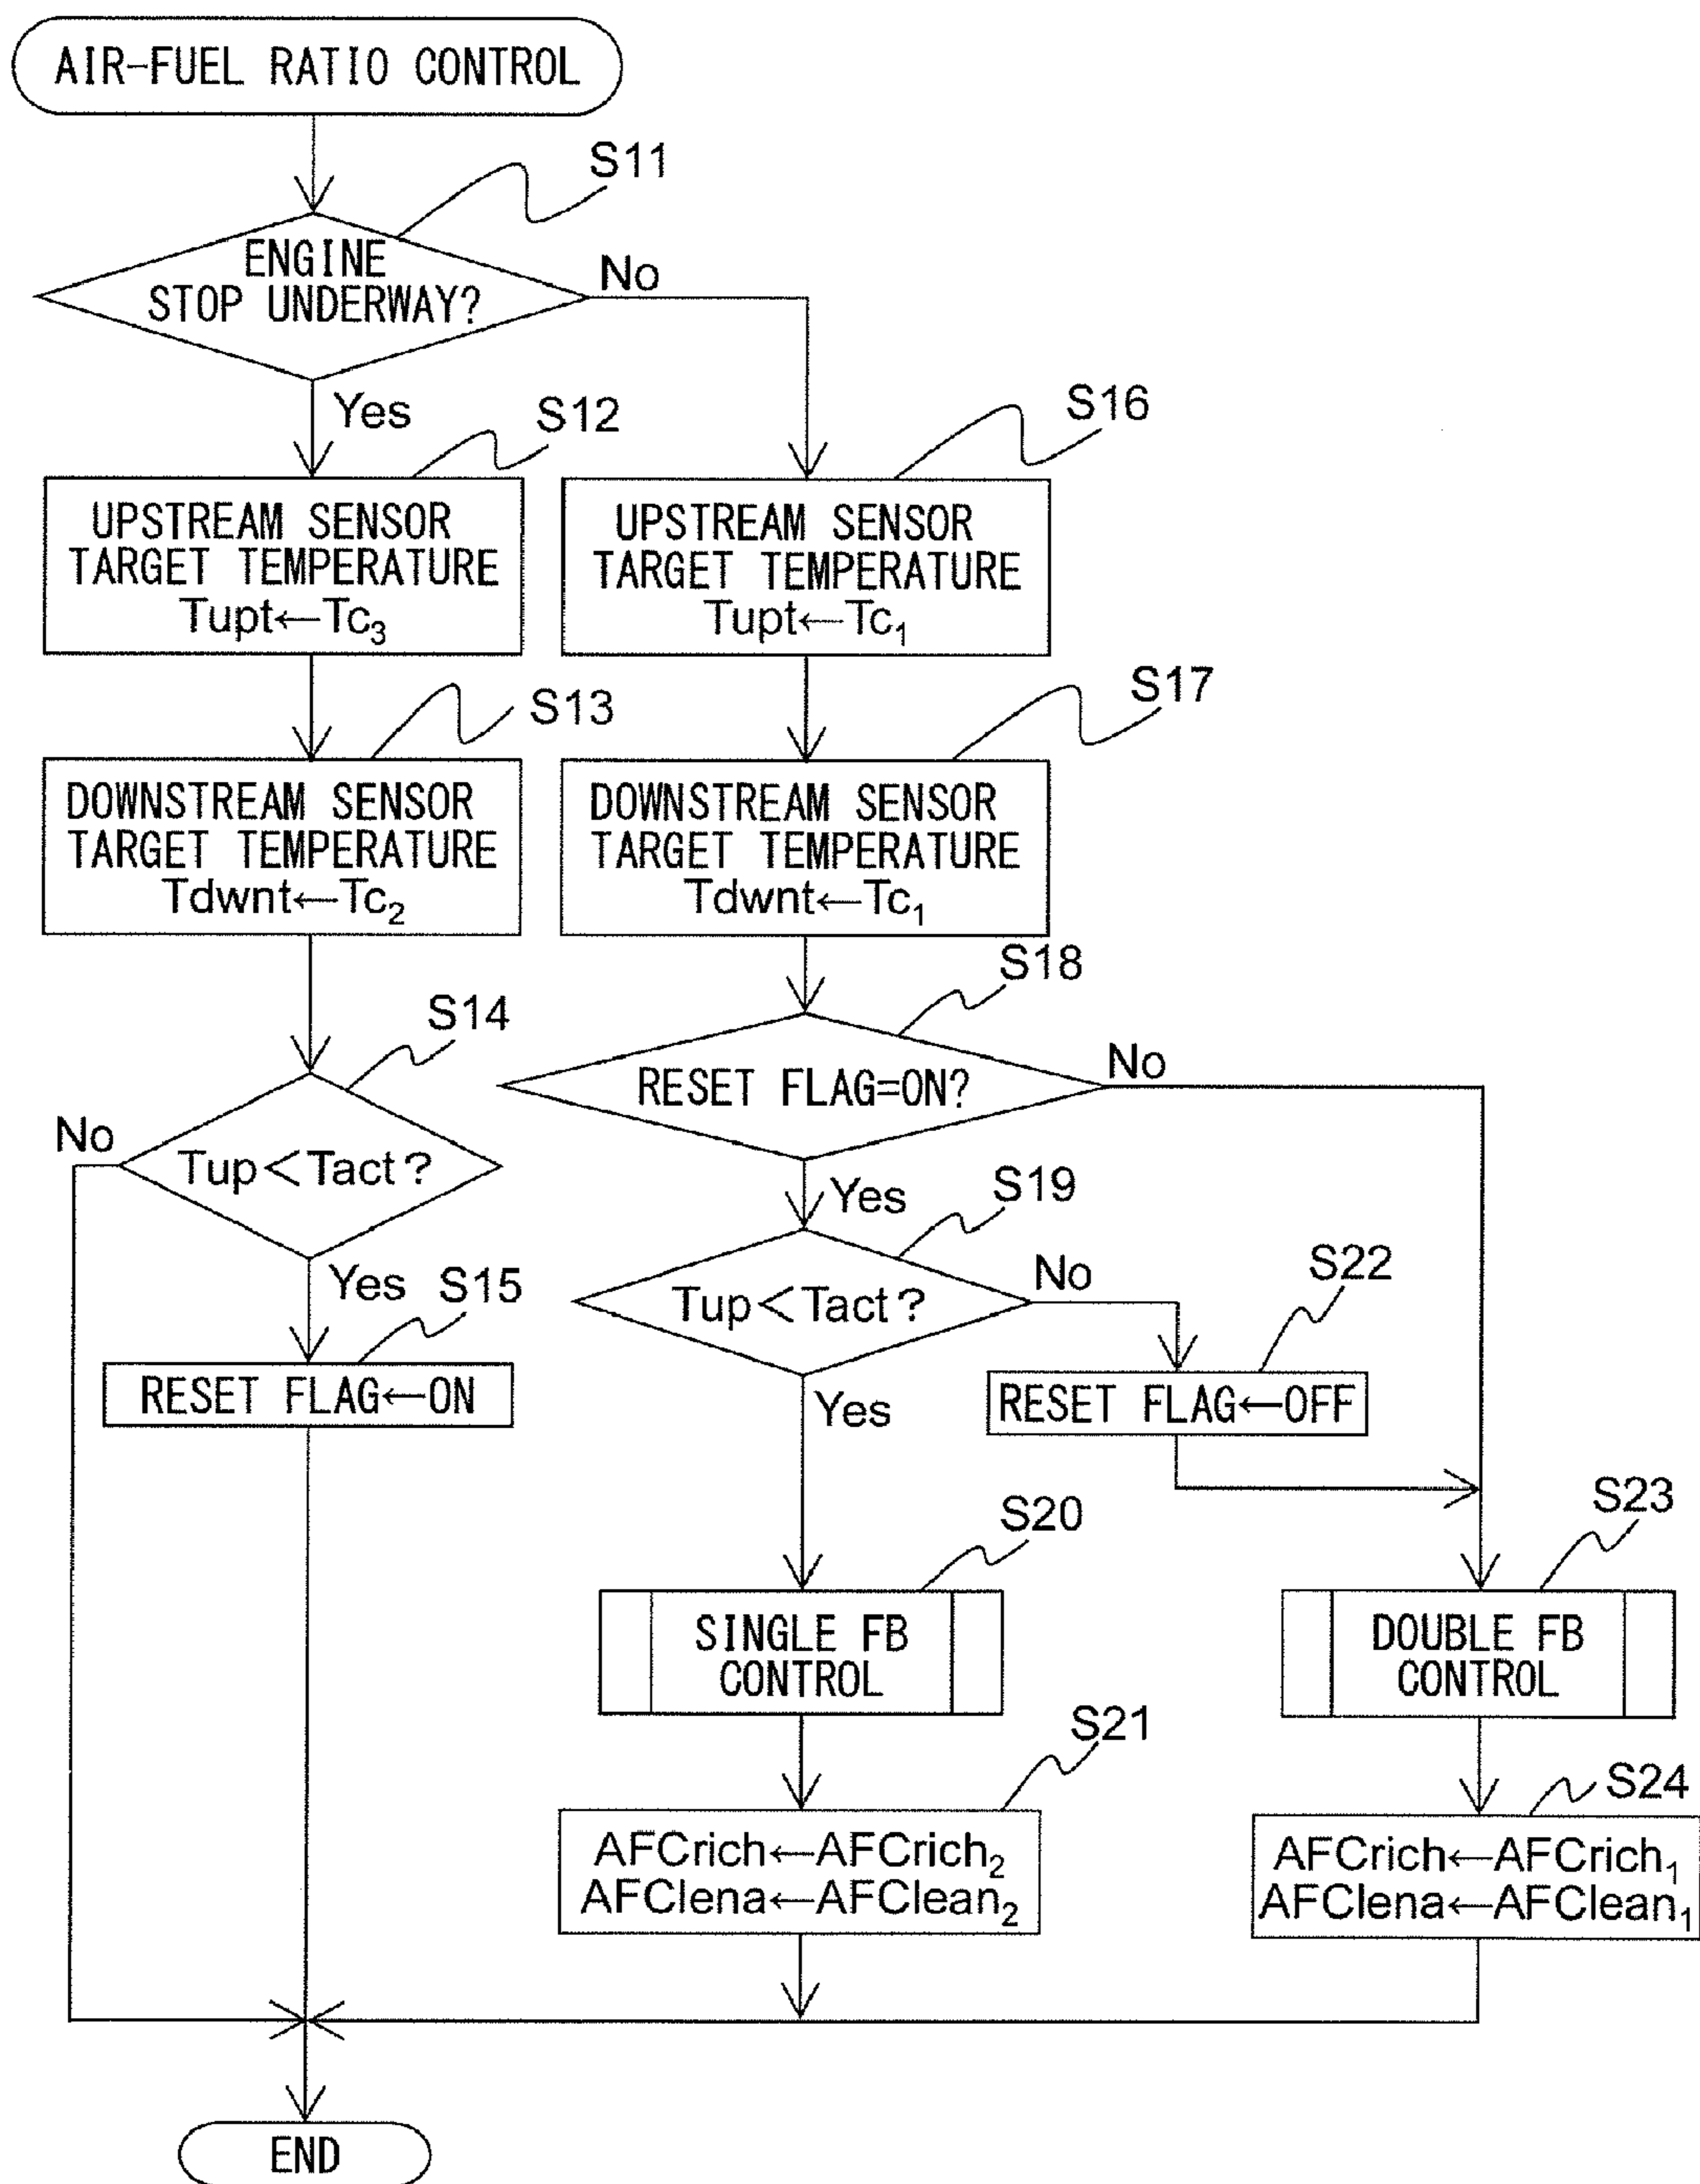 AIR-FUEL RATIO CONTROL
S11
ENGINE
STOP UNDERWAY?
No
Yes
S12
S16
UPSTREAM SENSOR
TARGET TEMPERATURE
Tupt←Tc₃
UPSTREAM SENSOR
TARGET TEMPERATURE
Tupt←Tc₁
S13
S17
DOWNSTREAM SENSOR
TARGET TEMPERATURE
Tdwnt←Tc₂
DOWNSTREAM SENSOR
TARGET TEMPERATURE
Tdwnt←Tc₁
S14
S18
No
Tup<Tact?
RESET FLAG=ON?
No
Yes
S15
Yes
S19
RESET FLAG←ON
Tup<Tact?
No
S22
Yes
RESET FLAG←OFF
S20
S23
SINGLE FB
CONTROL
DOUBLE FB
CONTROL
S21
S24
AFCrich←AFCrich₂
AFClena←AFClean₂
AFCrich←AFCrich₁
AFClena←AFClean₁
END